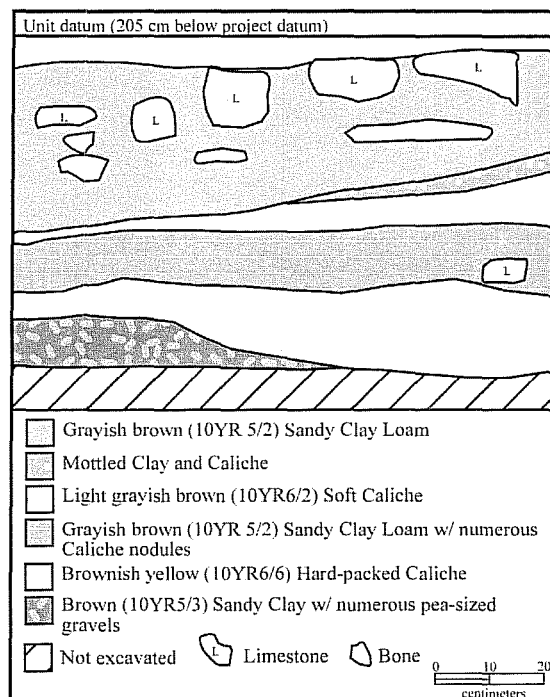 Unit datum (205 cm below project datum)
L
L
L
L
L
L
Grayish brown (10YR 5/2) Sandy Clay Loam
Mottled Clay and Caliche
Light grayish brown (10YR6/2) Soft Caliche
Grayish brown (10YR 5/2) Sandy Clay Loam w/ numerous
Caliche nodules
Brownish yellow (10YR6/6) Hard-packed Caliche
Brown (10YR5/3) Sandy Clay w/ numerous pea-sized
gravels
Not excavated L Limestone Bone
0 10 20
centimeters